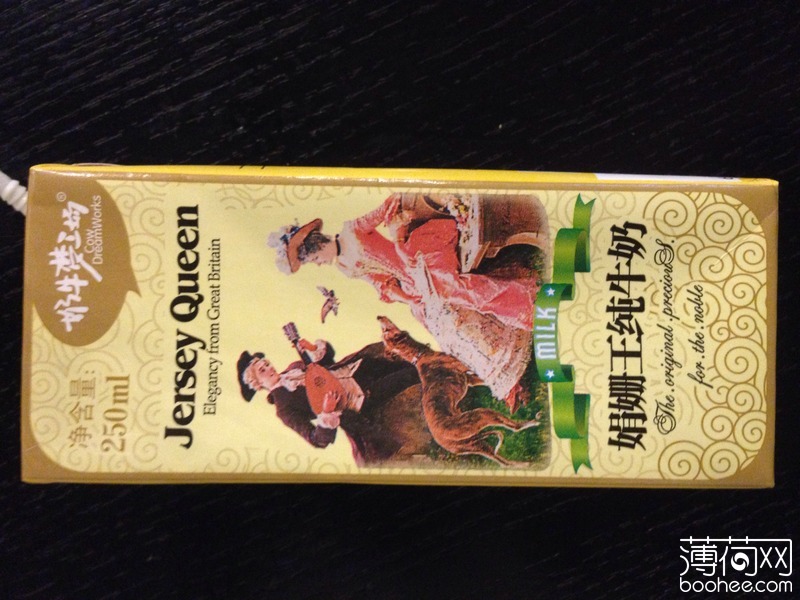 奶牛梦工场®
Cow
DreamWorks
净含量:
250ml
Jersey Queen
Elegancy from Great Britain
MILK
娟姗王纯牛奶
The.original.preciouS.
for.the.noble
薄荷网
boohee.com